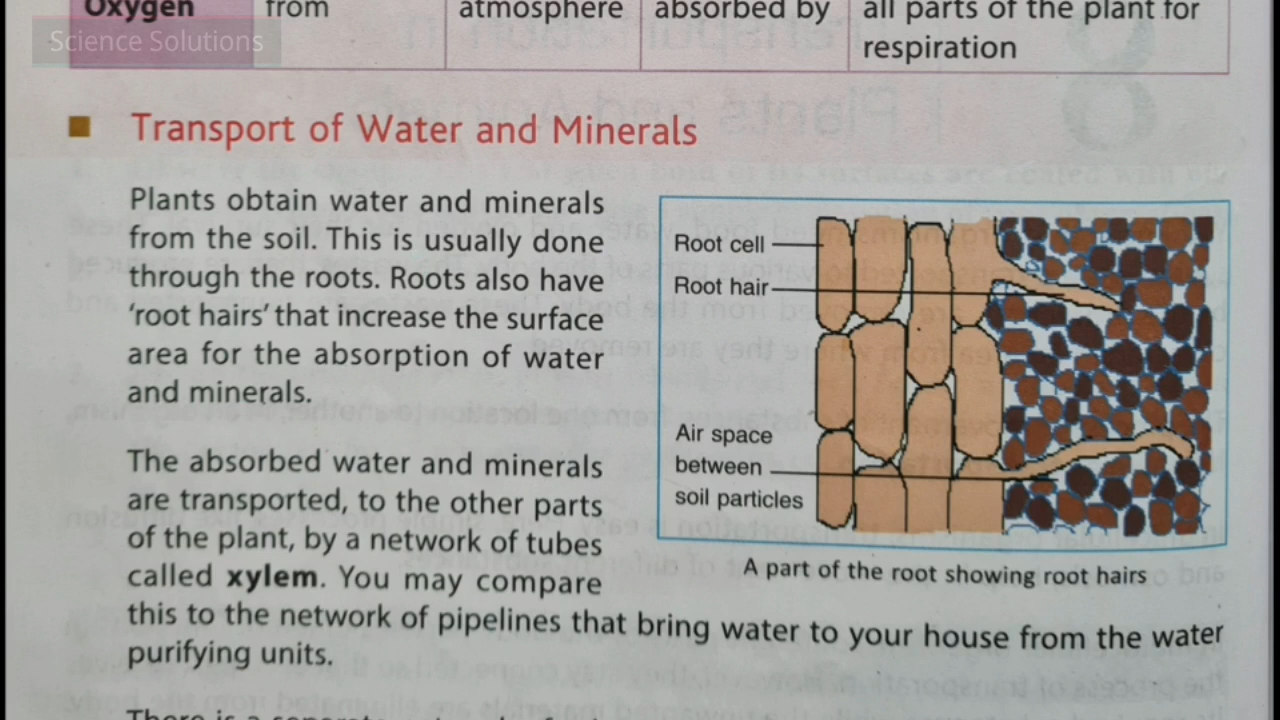 Oxygen from atmosphere absorbed by all parts of the plant for
respiration
Science Solutions
Transport of Water and Minerals
Plants obtain water and minerals
from the soil. This is usually done
through the roots. Roots also have
‘root hairs’ that increase the surface
area for the absorption of water
and minerals.
The absorbed water and minerals
are transported, to the other parts
of the plant, by a network of tubes
called xylem. You may compare
this to the network of pipelines that bring water to your house from the water
purifying units.
Root cell
Root hair
Air space
between
soil particles
A part of the root showing root hairs
There is a separate